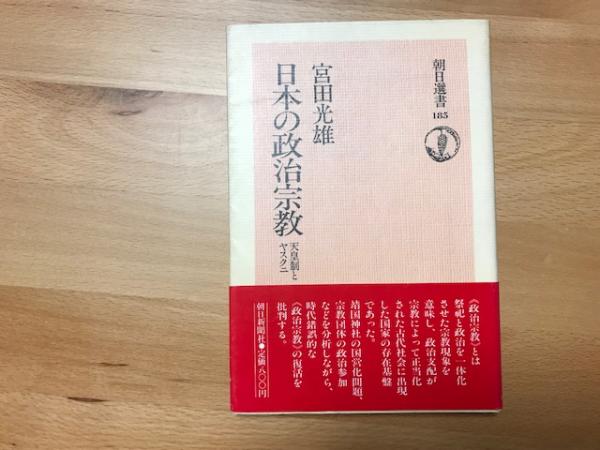 朝日選書
185
宮田光雄
日本の政治宗教
天皇制と
ヤスクニ
《政治宗教》とは
祭祀と政治を一体化
させた宗教現象を
意味し、政治支配が
宗教によって正当化
された古代社会に出現
した国家の存在基盤
であった。
靖国神社の国営化問題、
宗教団体の政治参加
などを分析しながら、
時代錯誤的な
《政治宗教》の復活を
批判する。
朝日新聞社●定価八〇〇円